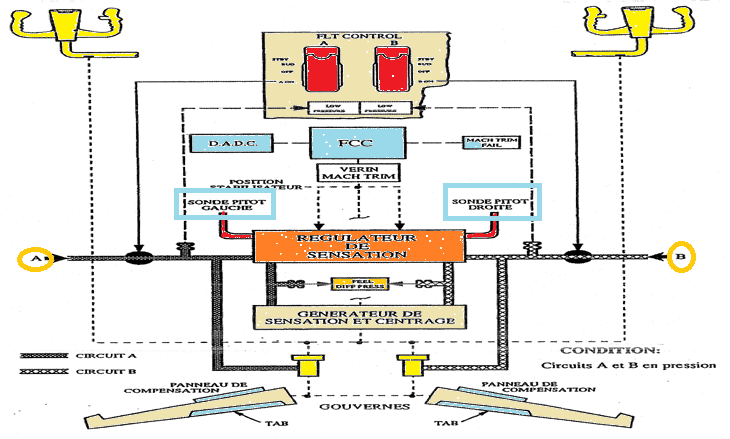 FLT CONTROL
A B
STBY
RUD
OFF
A ON
STBY
RUD
OFF
B ON
LOW
PRESSURE
LOW
PRESSURE
D.A.D.C.
FCC
MACH TRIM
FAIL
VERIN
MACH TRIM
POSITION
STABILISATEUR
SONDE PITOT
GAUCHE
SONDE PITOT
DROITE
REGULATEUR
DE
SENSATION
A
B
FEEL
DIFF PRESS
GENERATEUR DE
SENSATION ET CENTRAGE
CIRCUIT A
CIRCUIT B
CONDITION:
Circuits A et B en pression
PANNEAU DE
COMPENSATION
PANNEAU DE
COMPENSATION
GOUVERNES
TAB
TAB